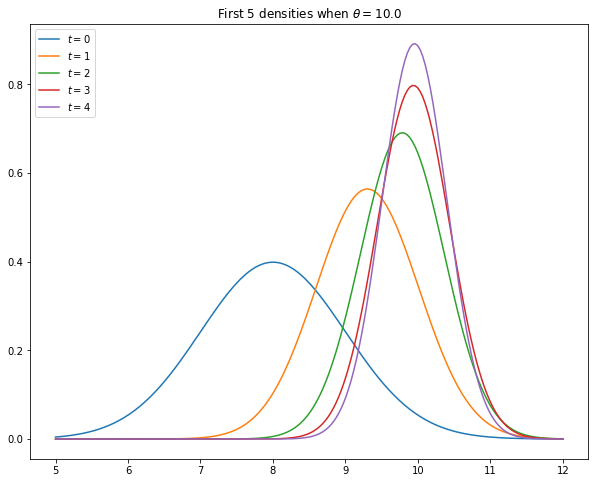 First 5 densities when θ = 10.0
t = 0
t = 1
t = 2
t = 3
t = 4
0.8
0.6
0.4
0.2
0.0
5 6 7 8 9 10 11 12